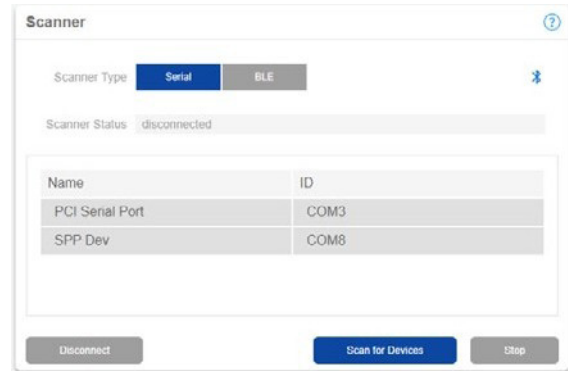 Scanner ?
Scanner Type Serial BLE
Scanner Status disconnected
Name ID
PCI Serial Port COM3
SPP Dev COM8
Disconnect Scan for Devices Stop